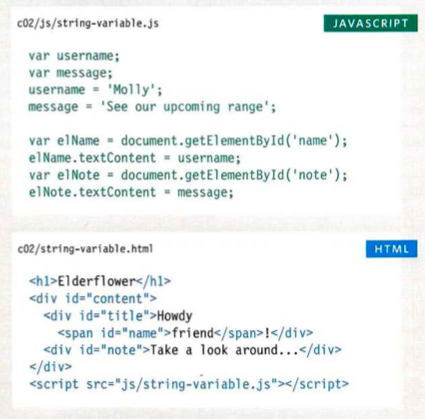 c02/js/string-variable.js JAVASCRIPT
var username;
var message;
username = 'Molly';
message = 'See our upcoming range';
var elName = document.getElementById('name');
elName.textContent = username;
var elNote = document.getElementById('note');
elNote.textContent = message;
c02/string-variable.html HTML
<h1>Elderflower</h1>
<div id="content">
<div id="title">Howdy
<span id="name">friend</span>!</div>
<div id="note">Take a look around...</div>
</div>
<script src="js/string-variable.js"></script>